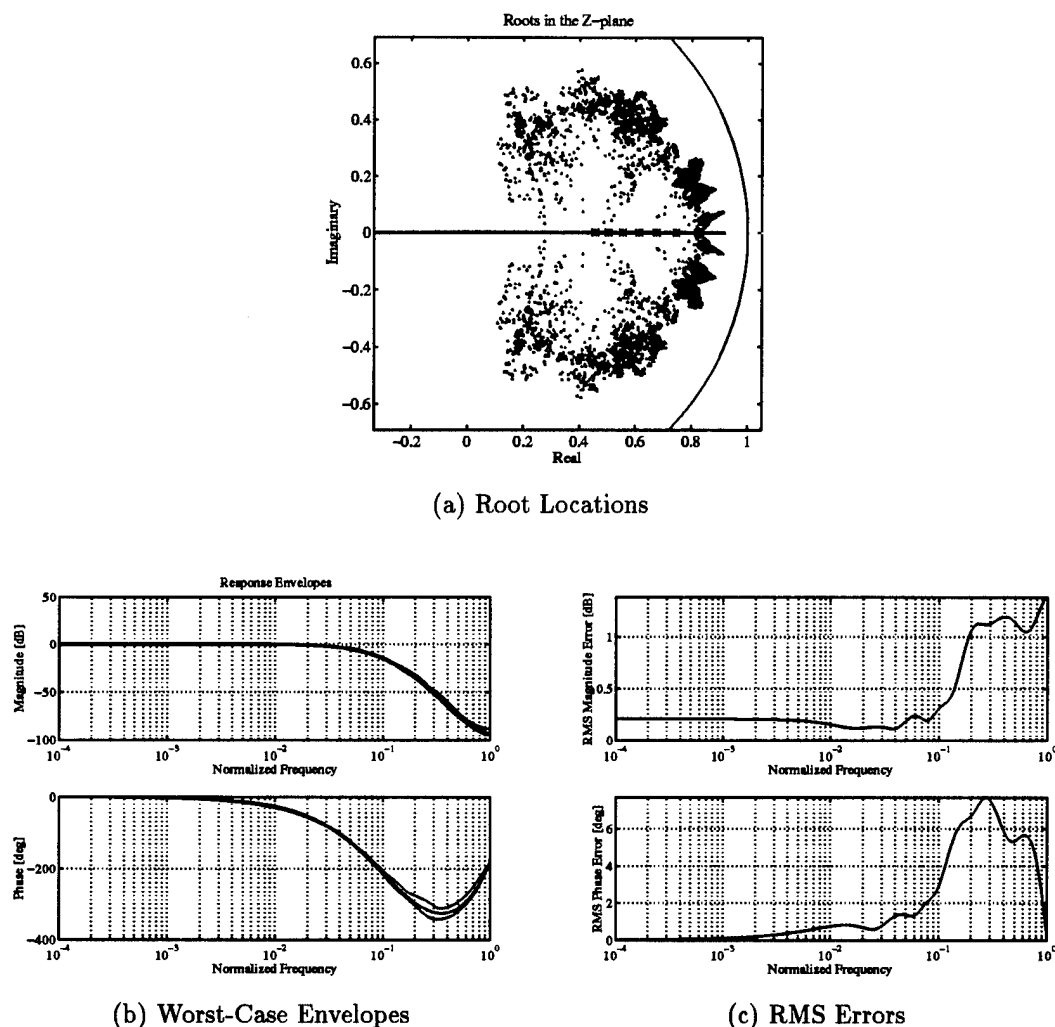 Roots in the Z-plane
0.6
0.4
0.2
0
-0.2
-0.4
-0.6
Imaginary
-0.2 0 0.2 0.4 0.6 0.8 1
Real
(a) Root Locations
Response Envelopes
50
0
-50
-100
Magnitude [dB]
10^-4 10^-3 10^-2 10^-1 10^0
Normalized Frequency
0
-200
-400
Phase [deg]
10^-4 10^-3 10^-2 10^-1 10^0
Normalized Frequency
(b) Worst-Case Envelopes
1
0.5
0
RMS Magnitude Error [dB]
10^-4 10^-3 10^-2 10^-1 10^0
Normalized Frequency
6
4
2
0
RMS Phase Error [deg]
10^-4 10^-3 10^-2 10^-1 10^0
Normalized Frequency
(c) RMS Errors